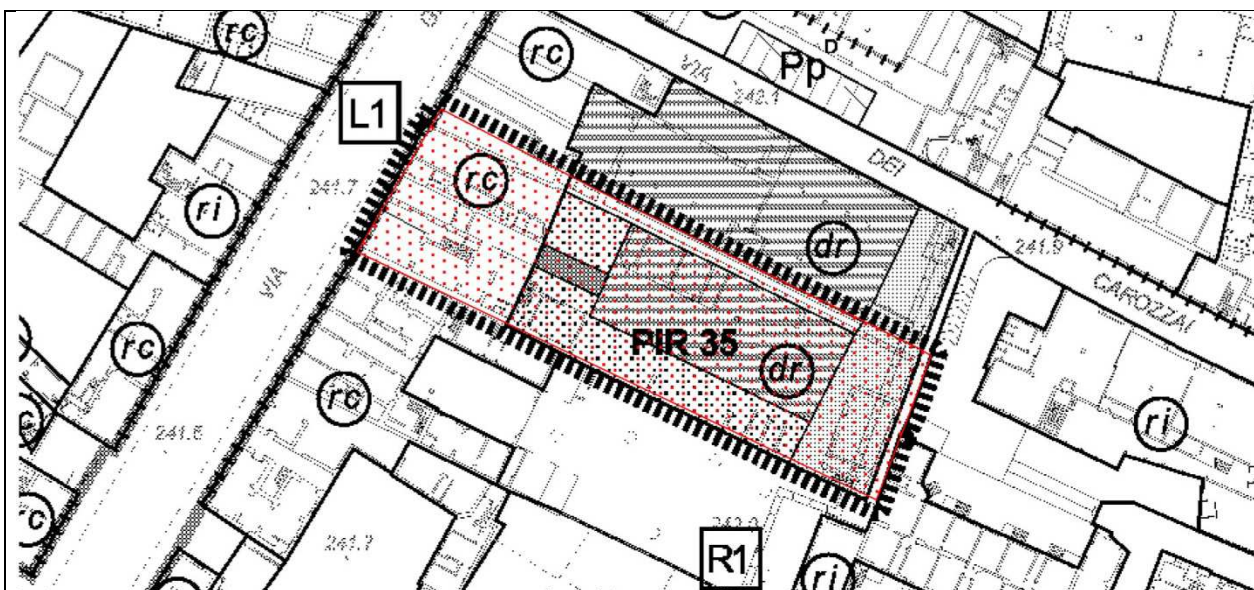 rc
rc
VIA
Pp
D
242.1
L1
DEI
rc
241.7
ri
dr
241.9
CAROZZAI
VIA
PIR 35
dr
rc
rc
ri
241.6
rc
241.7
R1
ri